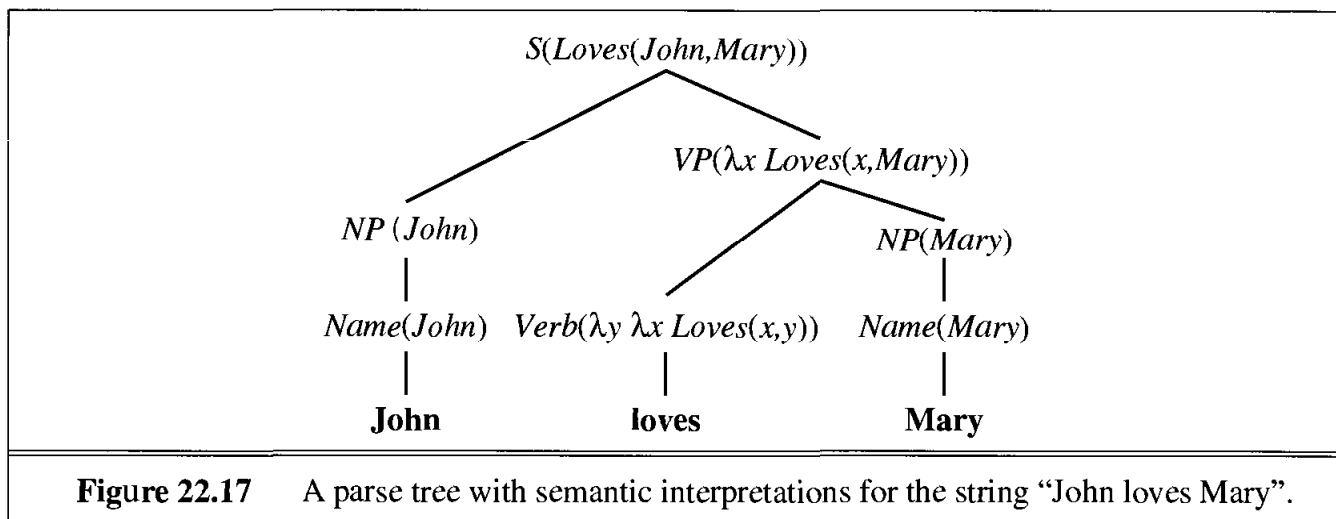 S(Loves(John,Mary))
VP(λx Loves(x,Mary))
NP (John)
NP(Mary)
Name(John) Verb(λy λx Loves(x,y)) Name(Mary)
John loves Mary
Figure 22.17 A parse tree with semantic interpretations for the string “John loves Mary”.